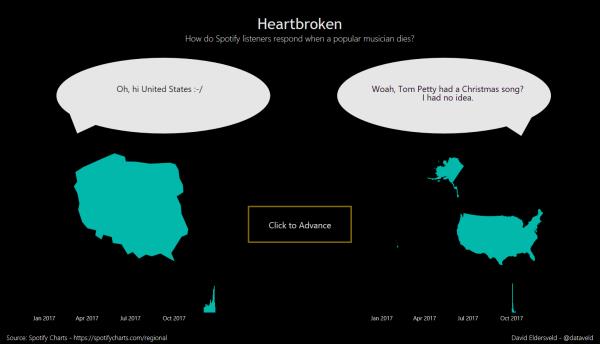 Heartbroken
How do Spotify listeners respond when a popular musician dies?
Oh, hi United States :-/
Woah, Tom Petty had a Christmas song?
I had no idea.
Click to Advance
Jan 2017 Apr 2017 Jul 2017 Oct 2017
Jan 2017 Apr 2017 Jul 2017 Oct 2017
Source: Spotify Charts - https://spotifycharts.com/regional
David Eldersveld - @dataveld